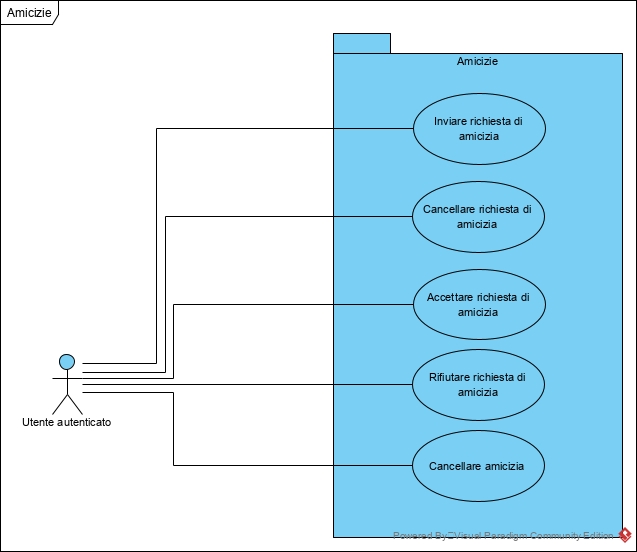 Amicizie
Amicizie
Inviare richiesta di
amicizia
Cancellare richiesta di
amicizia
Accettare richiesta di
amicizia
Rifiutare richiesta di
amicizia
Utente autenticato
Cancellare amicizia
Powered By Visual Paradigm Community Edition